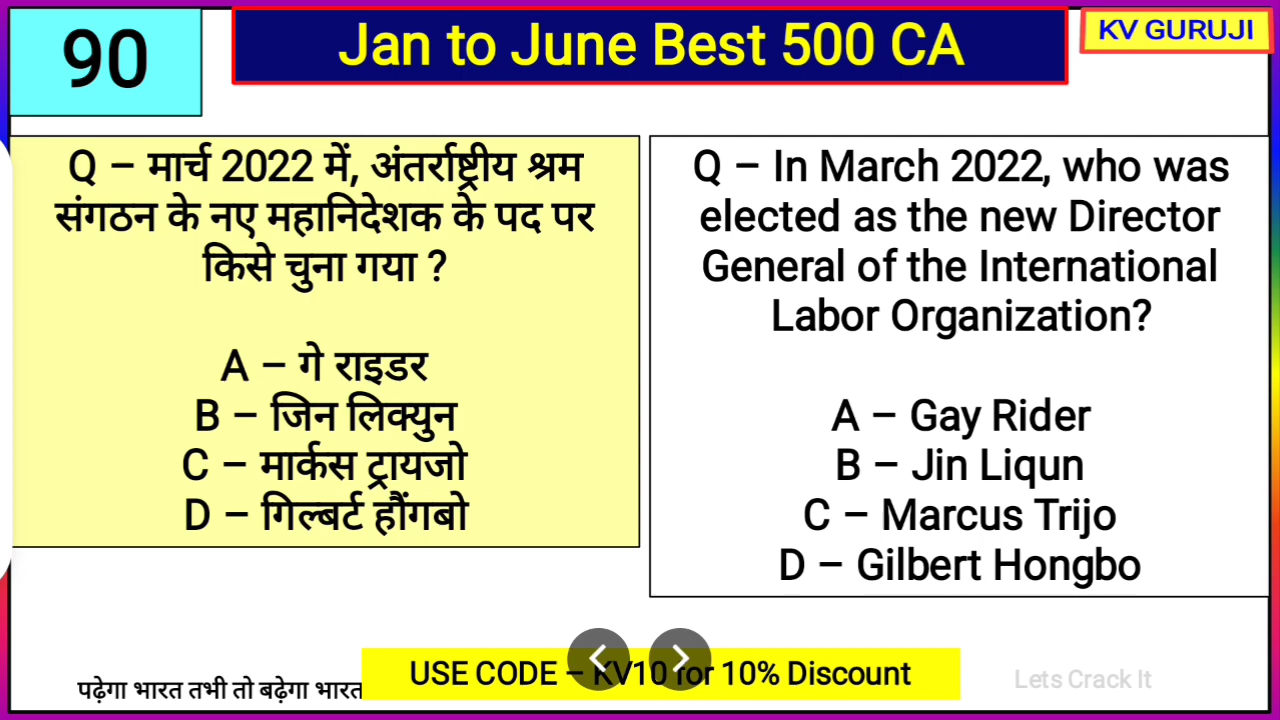 90
Jan to June Best 500 CA
KV GURUJI
Q – मार्च 2022 में, अंतर्राष्ट्रीय श्रम
संगठन के नए महानिदेशक के पद पर
किसे चुना गया ?
A – गे राइडर
B – जिन लिक्युन
C – मार्कस ट्रायजो
D – गिल्बर्ट हौंगबो
Q – In March 2022, who was
elected as the new Director
General of the International
Labor Organization?
A – Gay Rider
B – Jin Liqun
C – Marcus Trijo
D – Gilbert Hongbo
पढ़ेगा भारत तभी तो बढ़ेगा भारत
USE CODE – KV10 for 10% Discount
Lets Crack It